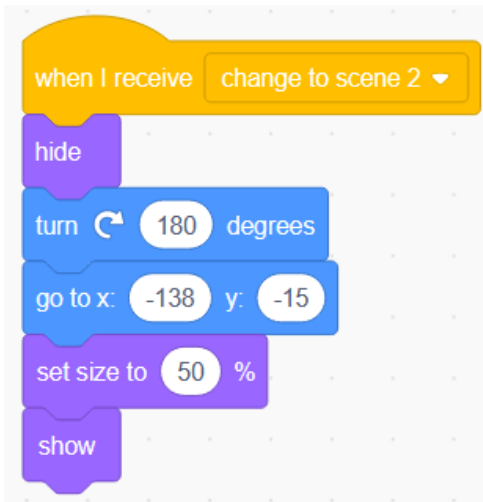 when I receive change to scene 2
hide
turn 180 degrees
go to x: -138 y: -15
set size to 50 %
show